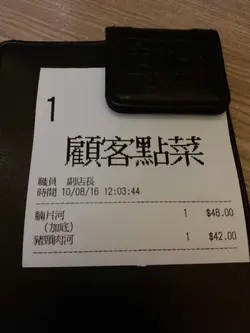 1
顧客點菜
職員 副店長
時間 10/08/16 12:03:44
腩片河 1 $48.00
(加底)
豬頸肉河 1 $42.00